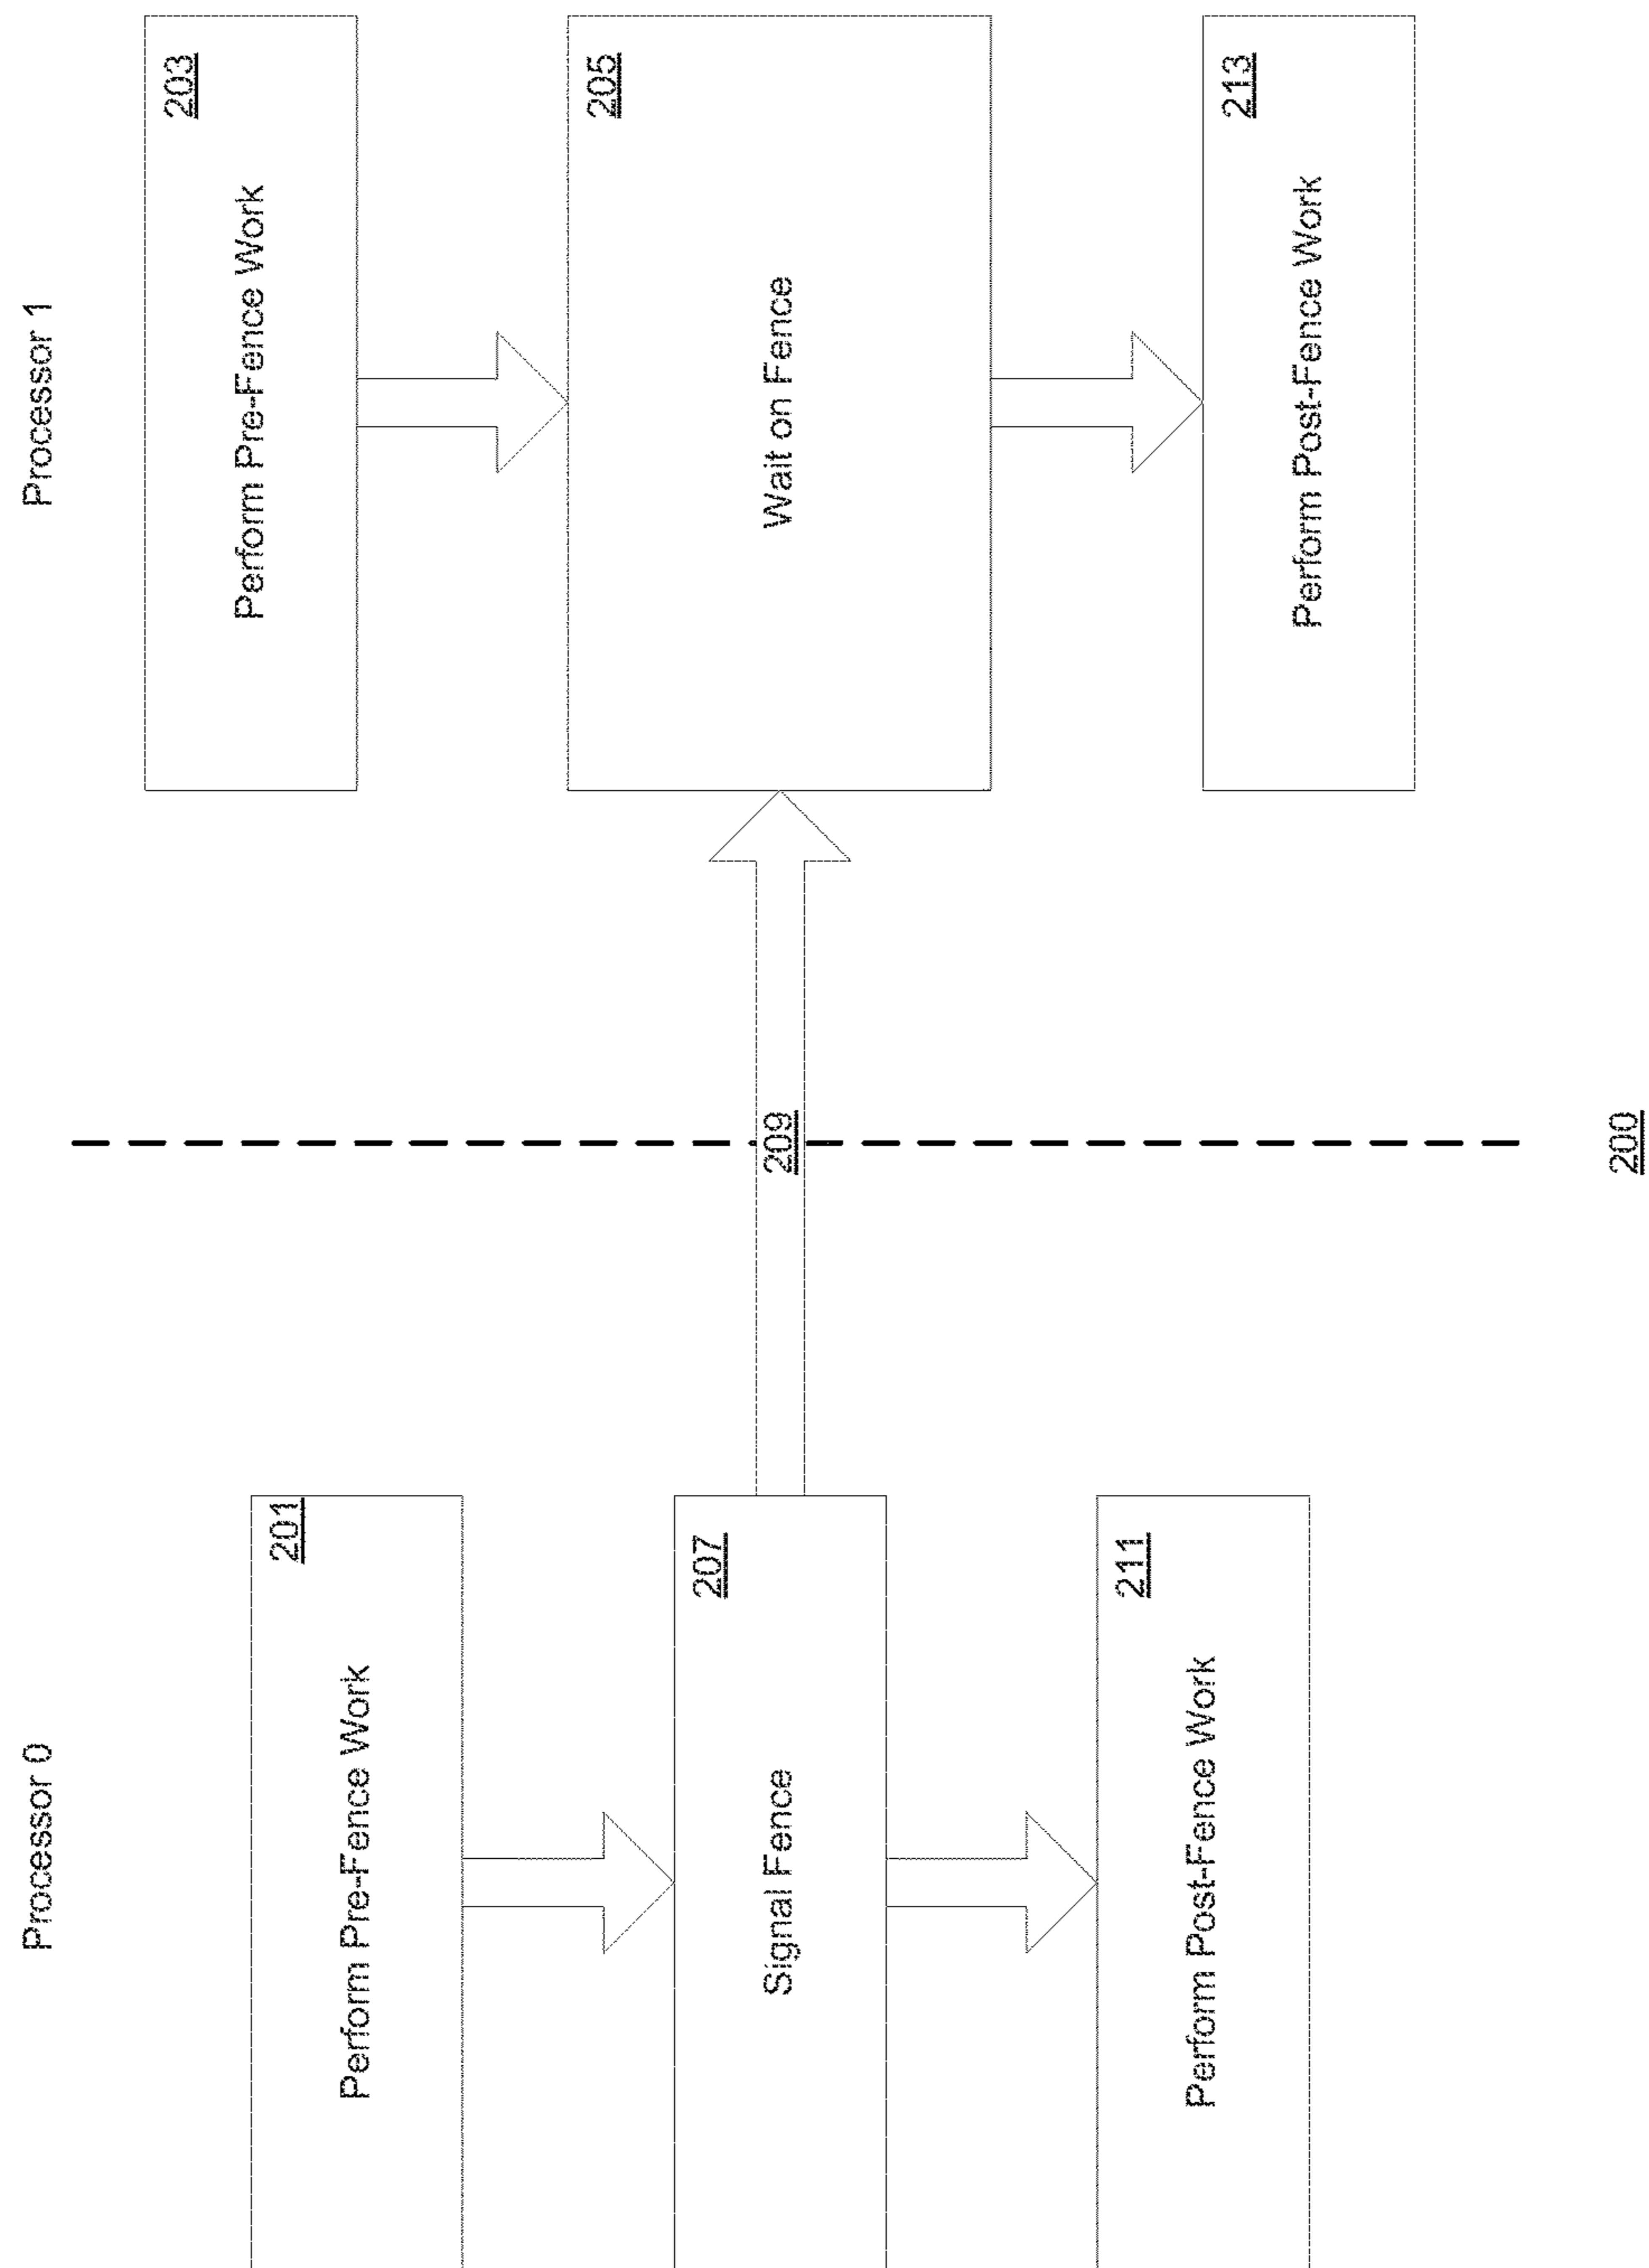 Processor 0
Processor 1
201
Perform Pre-Fence Work
203
Perform Pre-Fence Work
207
Signal Fence
209
205
Wait on Fence
211
Perform Post-Fence Work
213
Perform Post-Fence Work
200